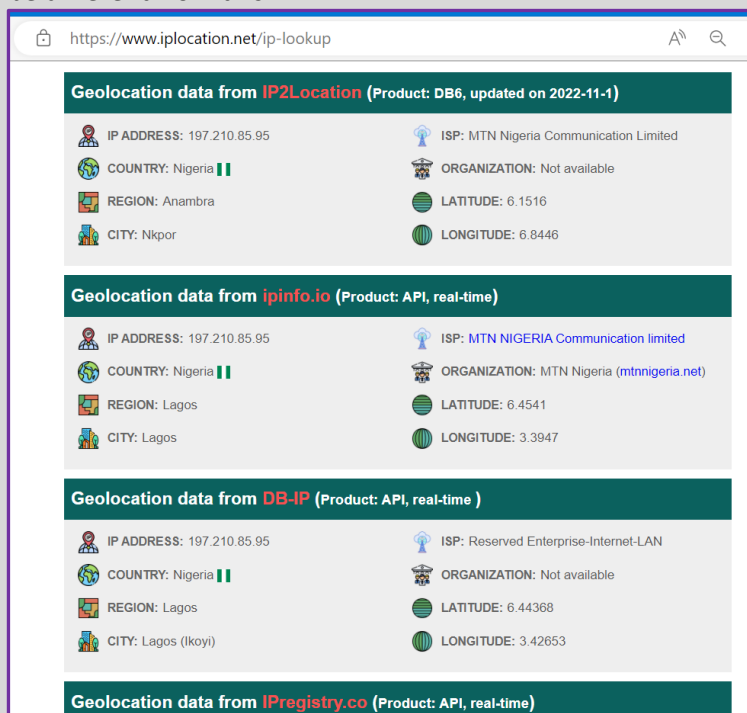 https://www.iplocation.net/ip-lookup
Geolocation data from IP2Location (Product: DB6, updated on 2022-11-1)
IP ADDRESS: 197.210.85.95
ISP: MTN Nigeria Communication Limited
COUNTRY: Nigeria
ORGANIZATION: Not available
REGION: Anambra
LATITUDE: 6.1516
CITY: Nkpor
LONGITUDE: 6.8446
Geolocation data from ipinfo.io (Product: API, real-time)
IP ADDRESS: 197.210.85.95
ISP: MTN NIGERIA Communication limited
COUNTRY: Nigeria
ORGANIZATION: MTN Nigeria (mtnnigeria.net)
REGION: Lagos
LATITUDE: 6.4541
CITY: Lagos
LONGITUDE: 3.3947
Geolocation data from DB-IP (Product: API, real-time )
IP ADDRESS: 197.210.85.95
ISP: Reserved Enterprise-Internet-LAN
COUNTRY: Nigeria
ORGANIZATION: Not available
REGION: Lagos
LATITUDE: 6.44368
CITY: Lagos (Ikoyi)
LONGITUDE: 3.42653
Geolocation data from IPregistry.co (Product: API, real-time)